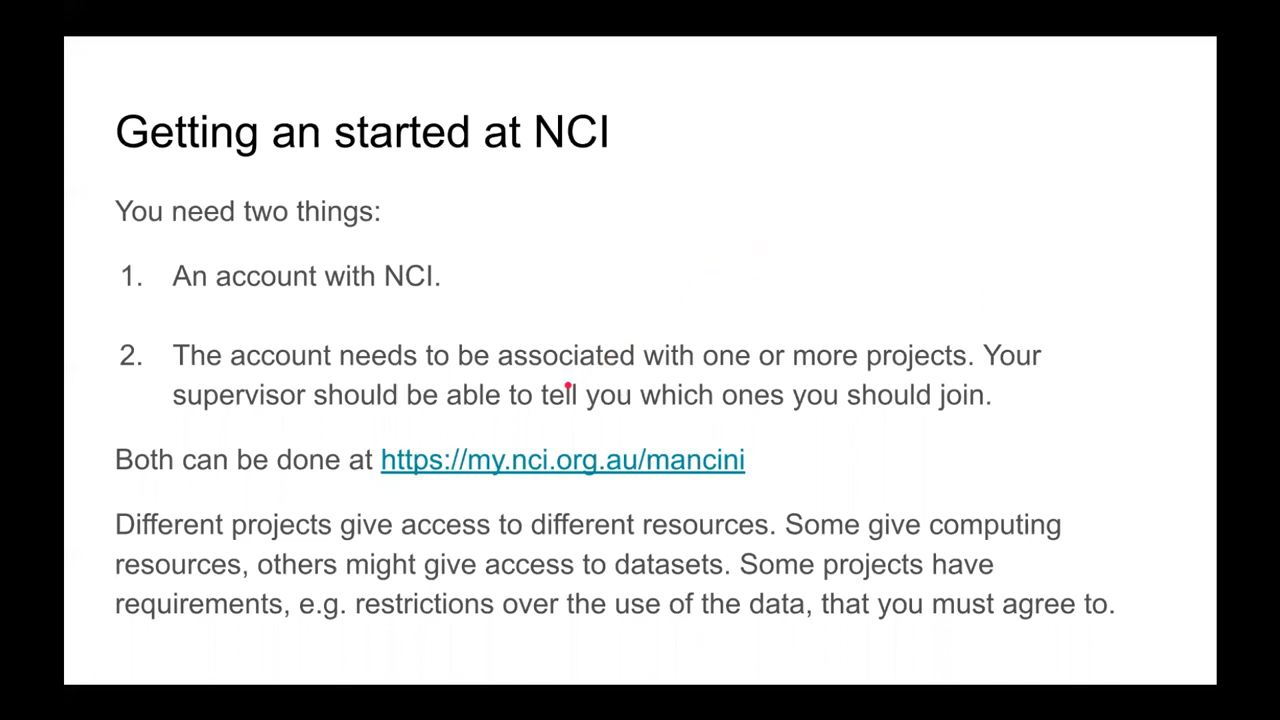 Getting an started at NCI
You need two things:
1. An account with NCI.
2. The account needs to be associated with one or more projects. Your
supervisor should be able to tell you which ones you should join.
Both can be done at https://my.nci.org.au/mancini
Different projects give access to different resources. Some give computing
resources, others might give access to datasets. Some projects have
requirements, e.g. restrictions over the use of the data, that you must agree to.